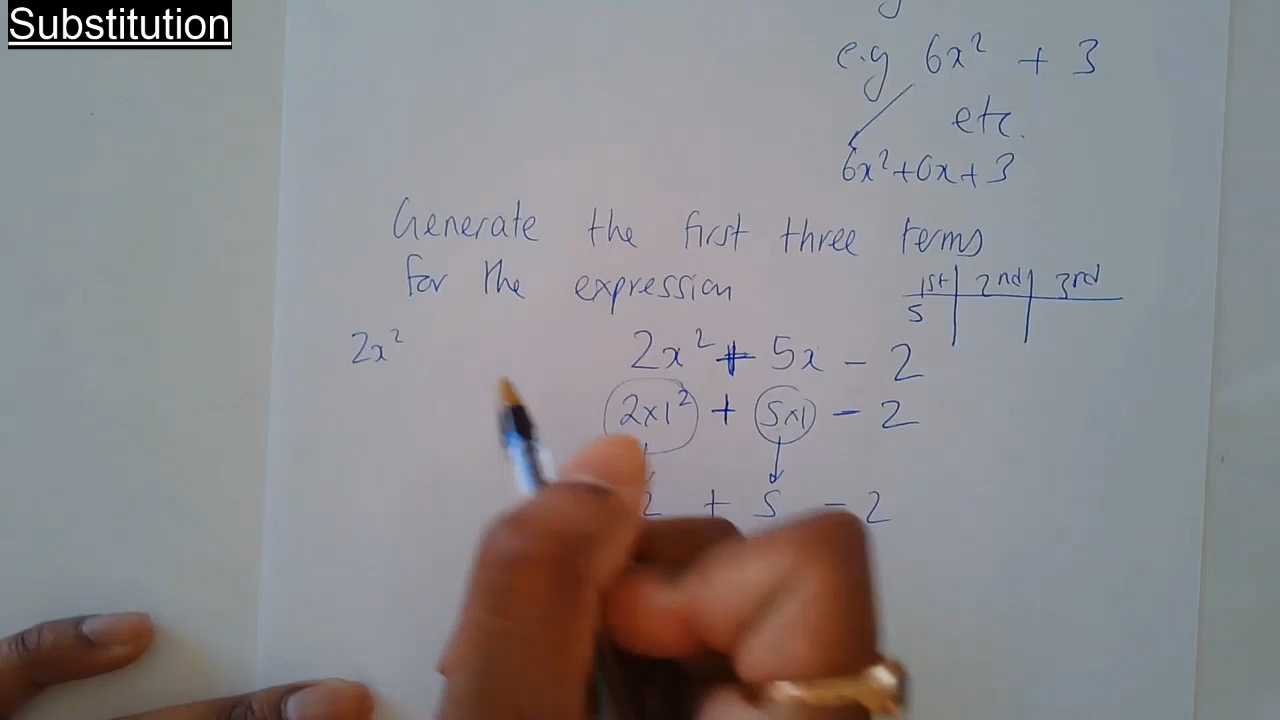 Substitution
e.g 6x² + 3
etc.
6x²+0x+3
Generate the first three terms
for the expression
1st 2nd 3rd
5
2x²
2x² + 5x - 2
2x1² + 5x1 - 2
2 + 5 - 2